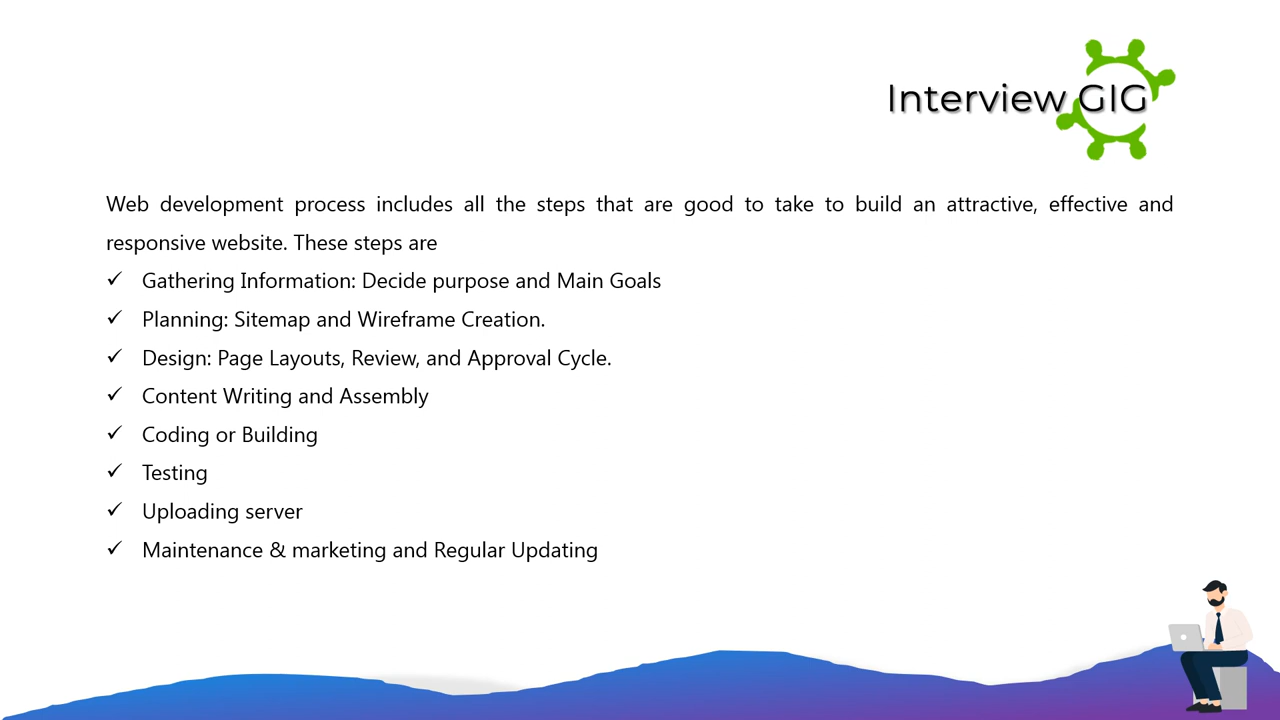 Interview GIG
Web development process includes all the steps that are good to take to build an attractive, effective and
responsive website. These steps are
✓ Gathering Information: Decide purpose and Main Goals
✓ Planning: Sitemap and Wireframe Creation.
✓ Design: Page Layouts, Review, and Approval Cycle.
✓ Content Writing and Assembly
✓ Coding or Building
✓ Testing
✓ Uploading server
✓ Maintenance & marketing and Regular Updating